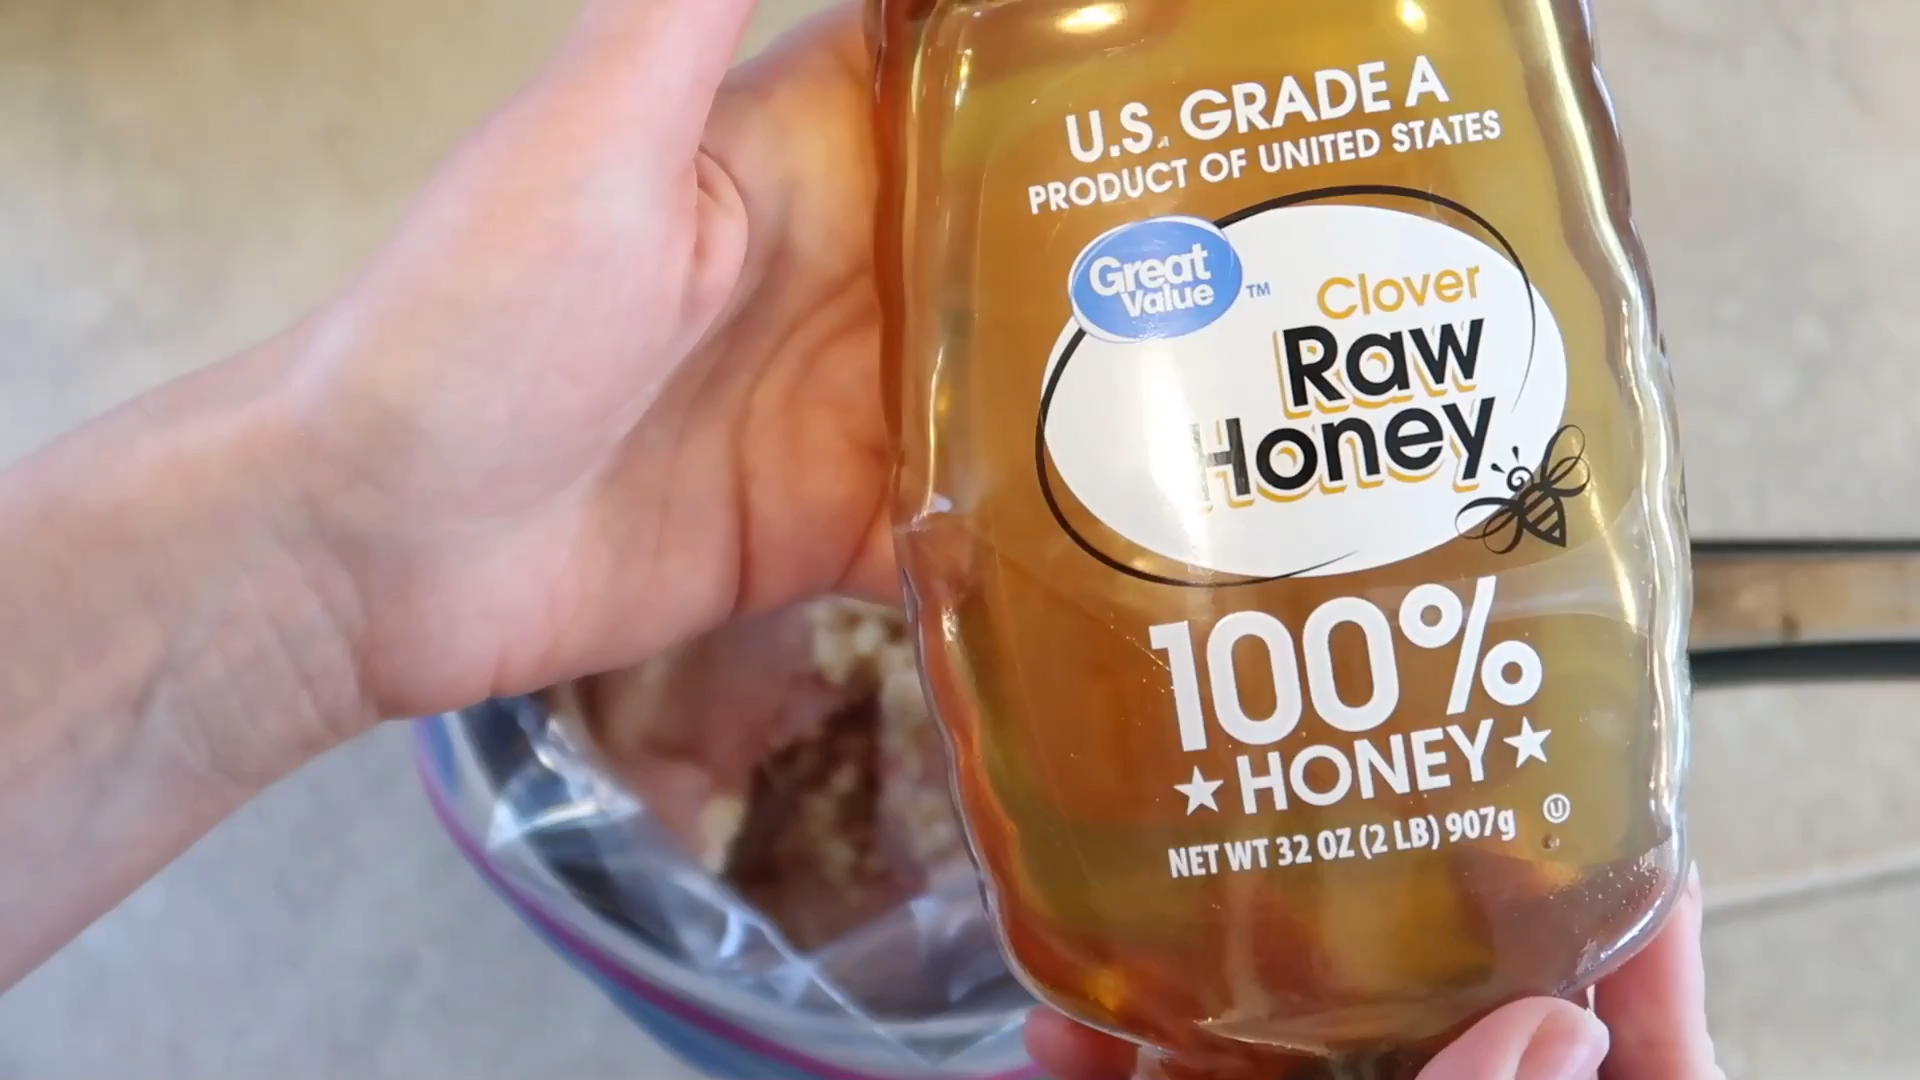 U.S. GRADE A
PRODUCT OF UNITED STATES
Great
Value
TM
Clover
Raw
Honey
100%
HONEY
NET WT 32 OZ (2 LB) 907g
U